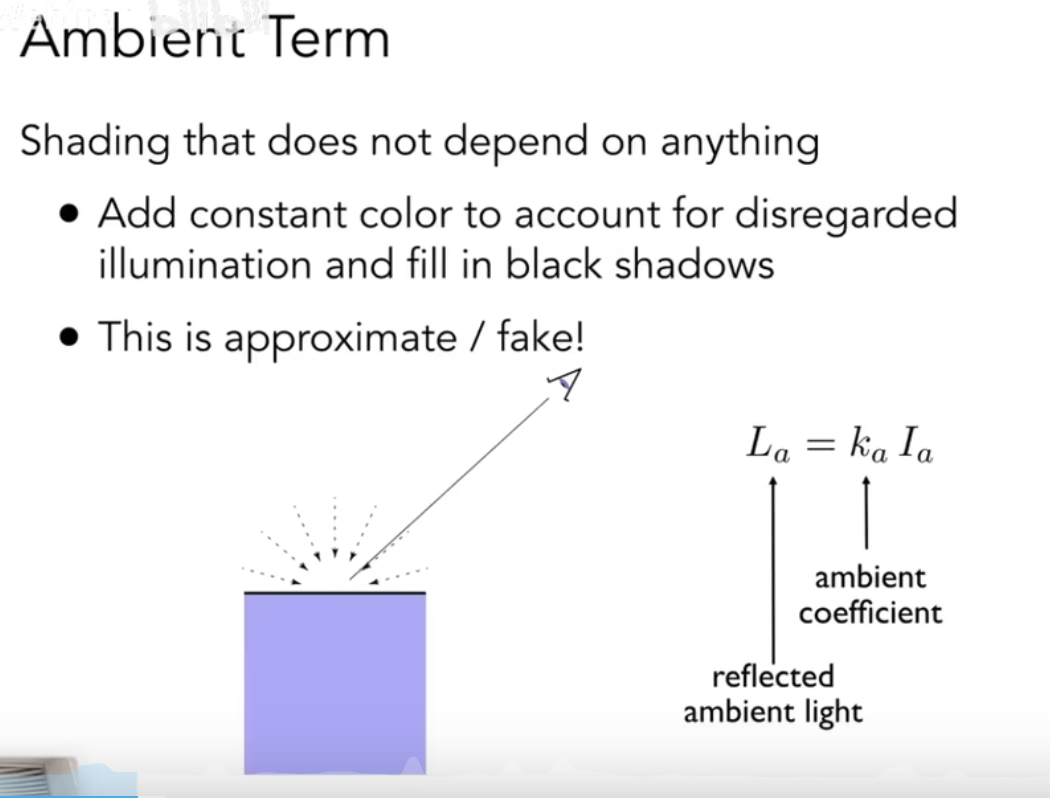 Ambient Term
Shading that does not depend on anything
● Add constant color to account for disregarded
illumination and fill in black shadows
● This is approximate / fake!
L_a = k_a I_a
ambient
coefficient
reflected
ambient light